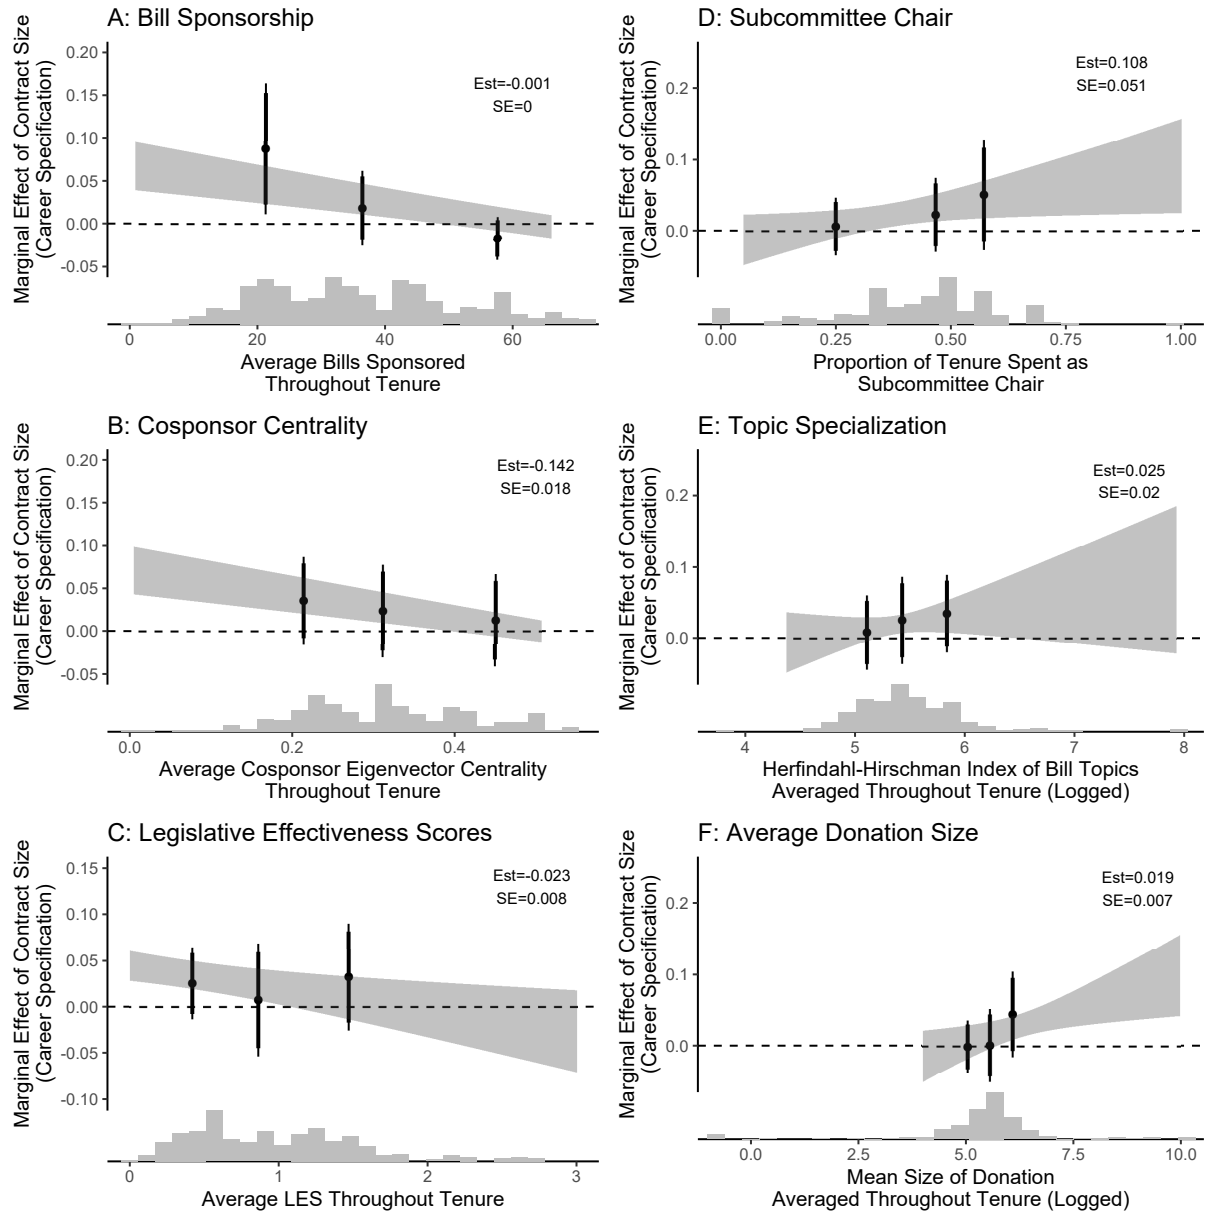 A: Bill Sponsorship
Marginal Effect of Contract Size
(Career Specification)
0.20
0.15
0.10
0.05
0.00
-0.05
Est=-0.001
SE=0
0 20 40 60
Average Bills Sponsored
Throughout Tenure
D: Subcommittee Chair
Marginal Effect of Contract Size
(Career Specification)
0.2
0.1
0.0
Est=0.108
SE=0.051
0.00 0.25 0.50 0.75 1.00
Proportion of Tenure Spent as
Subcommittee Chair
B: Cosponsor Centrality
Marginal Effect of Contract Size
(Career Specification)
0.20
0.15
0.10
0.05
0.00
-0.05
Est=-0.142
SE=0.018
0.0 0.2 0.4
Average Cosponsor Eigenvector Centrality
Throughout Tenure
E: Topic Specialization
Marginal Effect of Contract Size
(Career Specification)
0.2
0.1
0.0
Est=0.025
SE=0.02
4 5 6 7 8
Herfindahl-Hirschman Index of Bill Topics
Averaged Throughout Tenure (Logged)
C: Legislative Effectiveness Scores
Marginal Effect of Contract Size
(Career Specification)
0.15
0.10
0.05
0.00
-0.05
-0.10
Est=-0.023
SE=0.008
0 1 2 3
Average LES Throughout Tenure
F: Average Donation Size
Marginal Effect of Contract Size
(Career Specification)
0.2
0.1
0.0
Est=0.019
SE=0.007
0.0 2.5 5.0 7.5 10.0
Mean Size of Donation
Averaged Throughout Tenure (Logged)